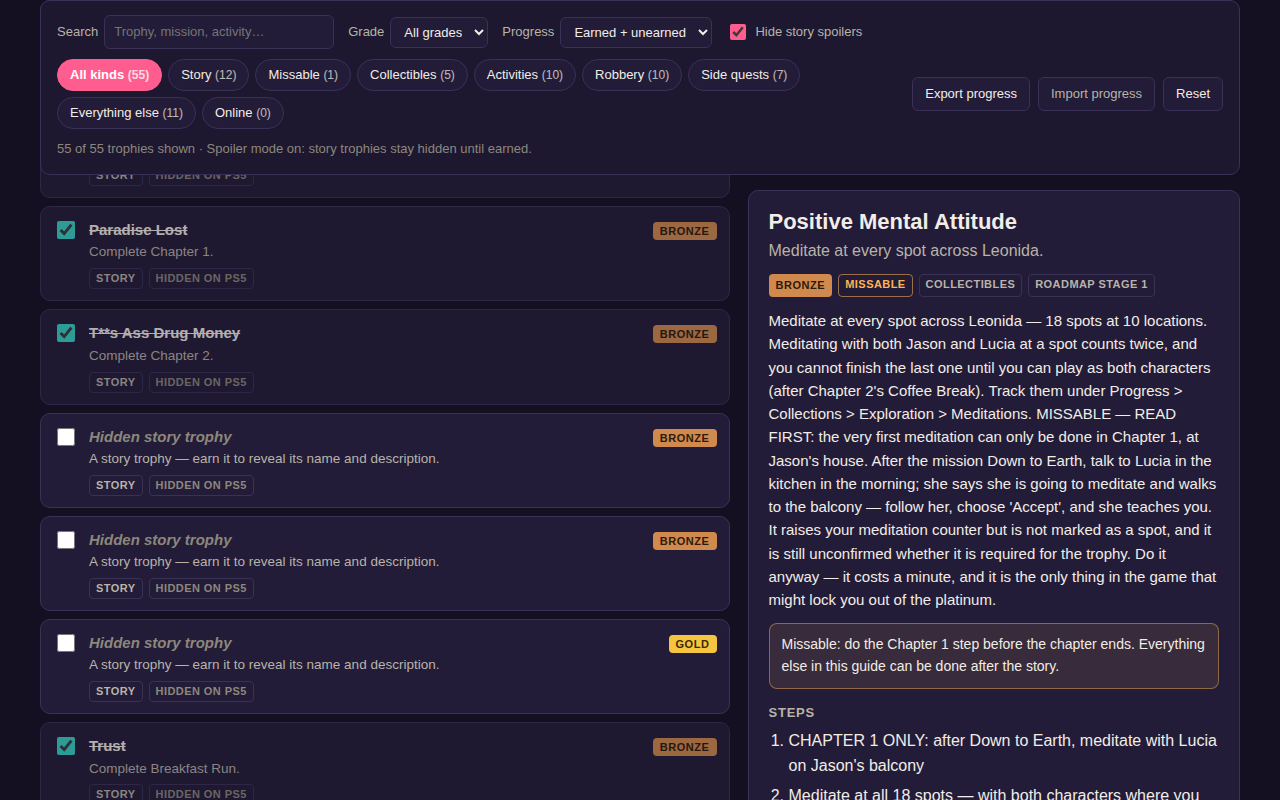 Search
Trophy, mission, activity…
Grade
All grades
Progress
Earned + unearned
Hide story spoilers
All kinds (55)
Story (12)
Missable (1)
Collectibles (5)
Activities (10)
Robbery (10)
Side quests (7)
Everything else (11)
Online (0)
Export progress
Import progress
Reset
55 of 55 trophies shown · Spoiler mode on: story trophies stay hidden until earned.
STORY
HIDDEN ON PS5
Paradise Lost
BRONZE
Complete Chapter 1.
STORY
HIDDEN ON PS5
T**s Ass Drug Money
BRONZE
Complete Chapter 2.
STORY
HIDDEN ON PS5
Hidden story trophy
BRONZE
A story trophy — earn it to reveal its name and description.
STORY
HIDDEN ON PS5
Hidden story trophy
BRONZE
A story trophy — earn it to reveal its name and description.
STORY
HIDDEN ON PS5
Hidden story trophy
GOLD
A story trophy — earn it to reveal its name and description.
STORY
HIDDEN ON PS5
Trust
BRONZE
Complete Breakfast Run.
STORY
HIDDEN ON PS5
Positive Mental Attitude
Meditate at every spot across Leonida.
BRONZE
MISSABLE
COLLECTIBLES
ROADMAP STAGE 1
Meditate at every spot across Leonida — 18 spots at 10 locations.
Meditating with both Jason and Lucia at a spot counts twice, and
you cannot finish the last one until you can play as both characters
(after Chapter 2's Coffee Break). Track them under Progress >
Collections > Exploration > Meditations. MISSABLE — READ
FIRST: the very first meditation can only be done in Chapter 1, at
Jason's house. After the mission Down to Earth, talk to Lucia in the
kitchen in the morning; she says she is going to meditate and walks
to the balcony — follow her, choose 'Accept', and she teaches you.
It raises your meditation counter but is not marked as a spot, and it
is still unconfirmed whether it is required for the trophy. Do it
anyway — it costs a minute, and it is the only thing in the game that
might lock you out of the platinum.
Missable: do the Chapter 1 step before the chapter ends. Everything
else in this guide can be done after the story.
STEPS
1. CHAPTER 1 ONLY: after Down to Earth, meditate with Lucia
on Jason's balcony
2. Meditate at all 18 spots — with both characters where you